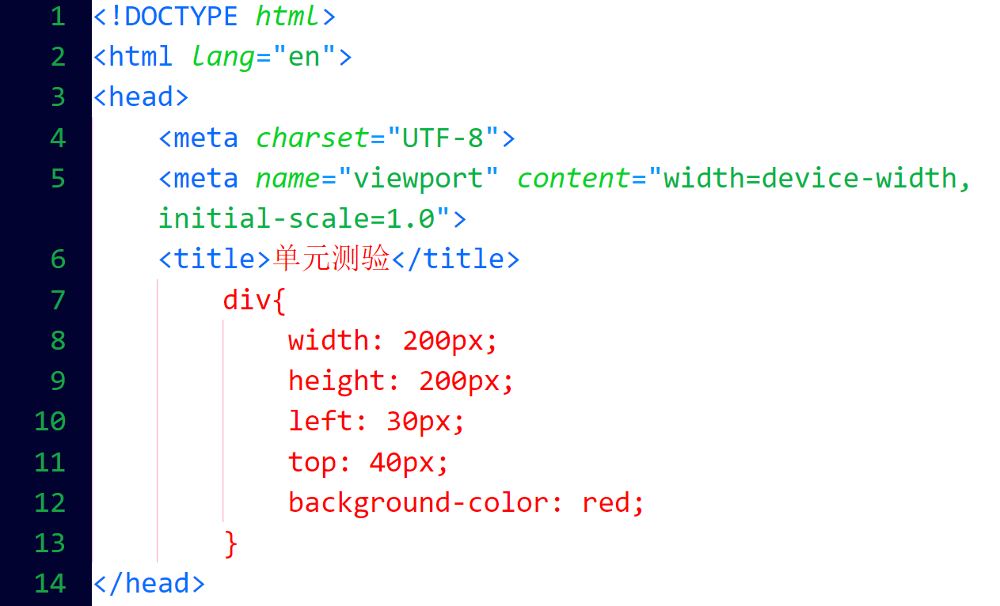 1 <!DOCTYPE html>
2 <html lang="en">
3 <head>
4     <meta charset="UTF-8">
5     <meta name="viewport" content="width=device-width,
    initial-scale=1.0">
6     <title>单元测验</title>
7         div{
8             width: 200px;
9             height: 200px;
10             left: 30px;
11             top: 40px;
12             background-color: red;
13         }
14 </head>